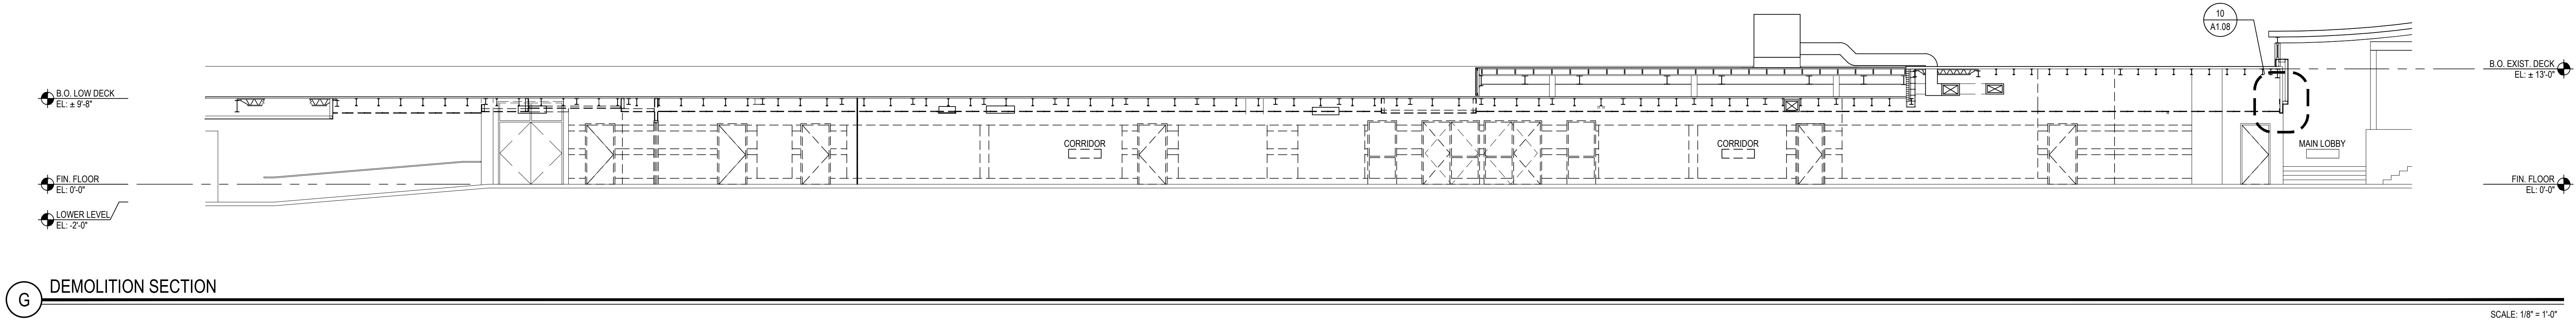 10
A1.08
B.O. LOW DECK
EL: ± 9'-8"
B.O. EXIST. DECK
EL: ± 13'-0"
CORRIDOR
CORRIDOR
MAIN LOBBY
FIN. FLOOR
EL: 0'-0"
FIN. FLOOR
EL: 0'-0"
LOWER LEVEL
EL: -2'-0"
G
DEMOLITION SECTION
SCALE: 1/8" = 1'-0"